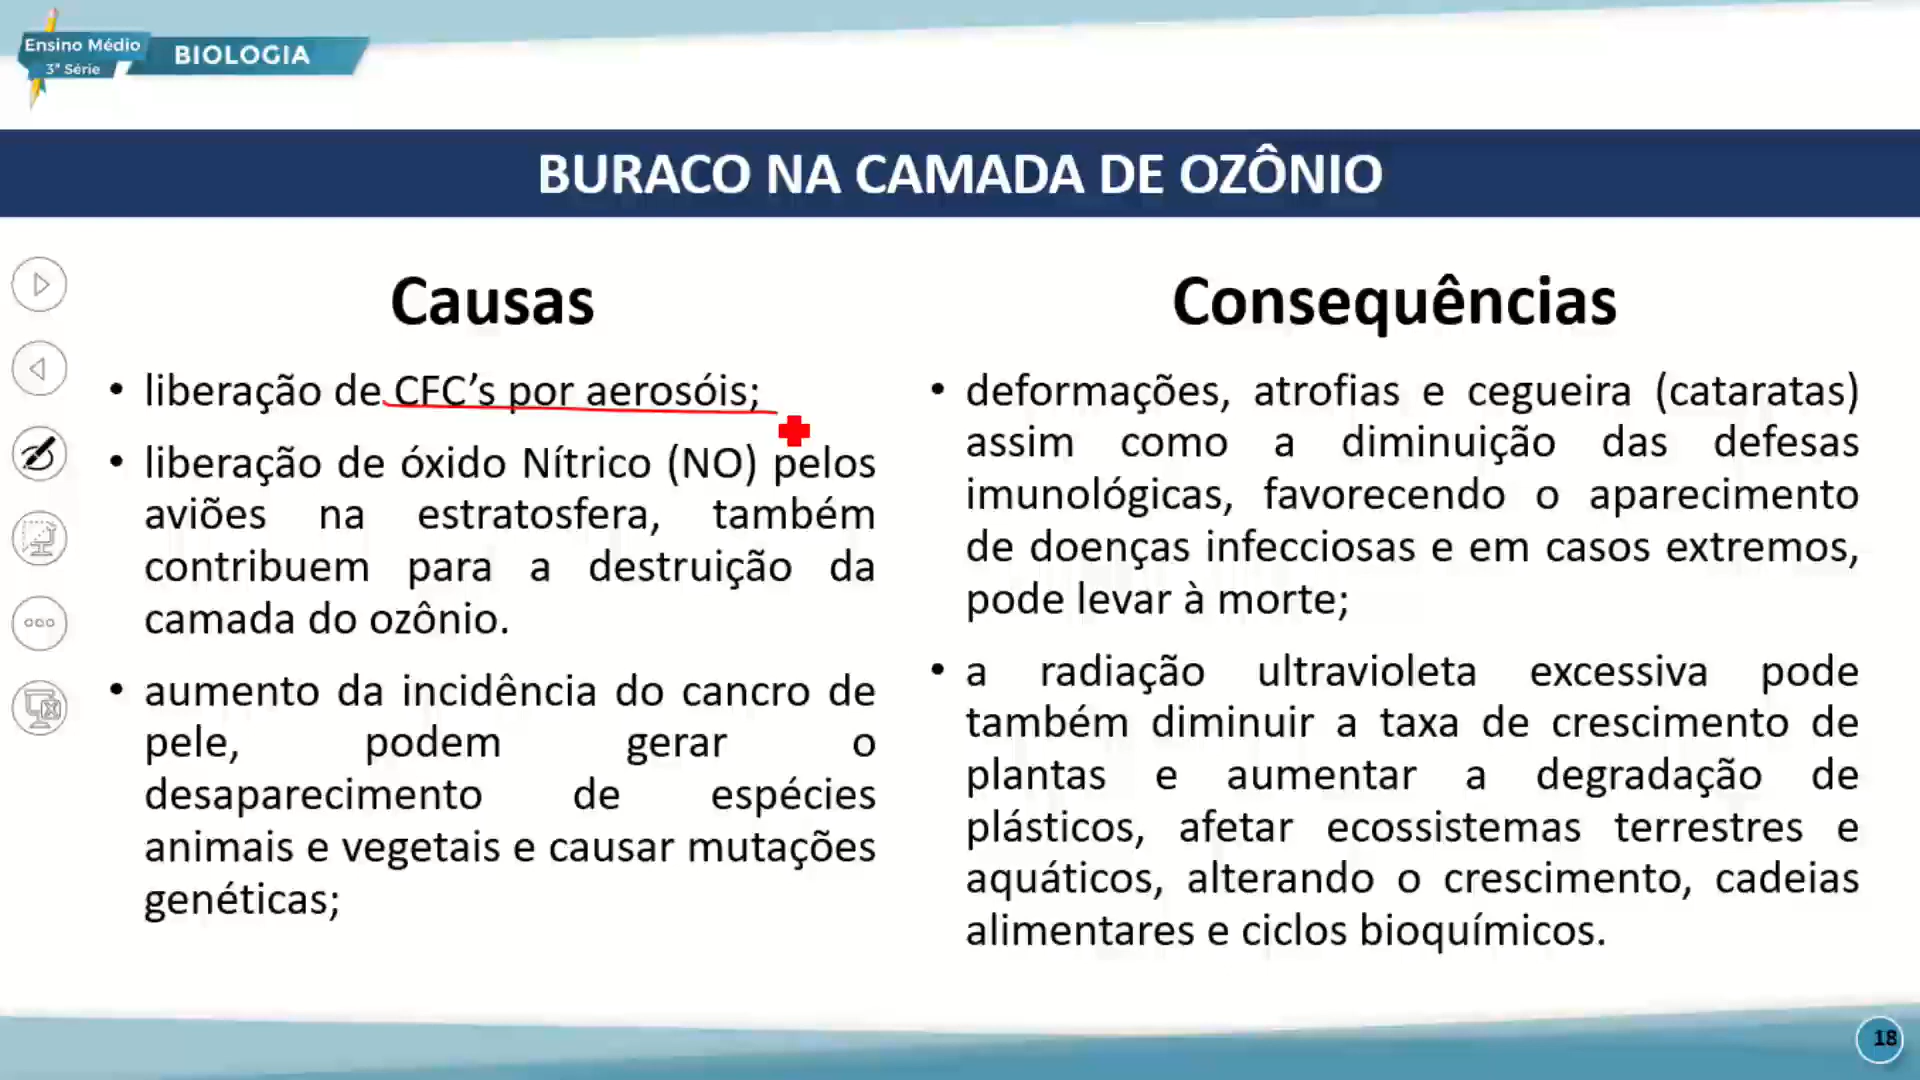 Ensino Médio
3ª Série
BIOLOGIA
BURACO NA CAMADA DE OZÔNIO
Causas
• liberação de CFC’s por aerosóis;
• liberação de óxido Nítrico (NO) pelos
aviões na estratosfera, também
contribuem para a destruição da
camada do ozônio.
• aumento da incidência do cancro de
pele, podem gerar o
desaparecimento de espécies
animais e vegetais e causar mutações
genéticas;
Consequências
• deformações, atrofias e cegueira (cataratas)
assim como a diminuição das defesas
imunológicas, favorecendo o aparecimento
de doenças infecciosas e em casos extremos,
pode levar à morte;
• a radiação ultravioleta excessiva pode
também diminuir a taxa de crescimento de
plantas e aumentar a degradação de
plásticos, afetar ecossistemas terrestres e
aquáticos, alterando o crescimento, cadeias
alimentares e ciclos bioquímicos.
18